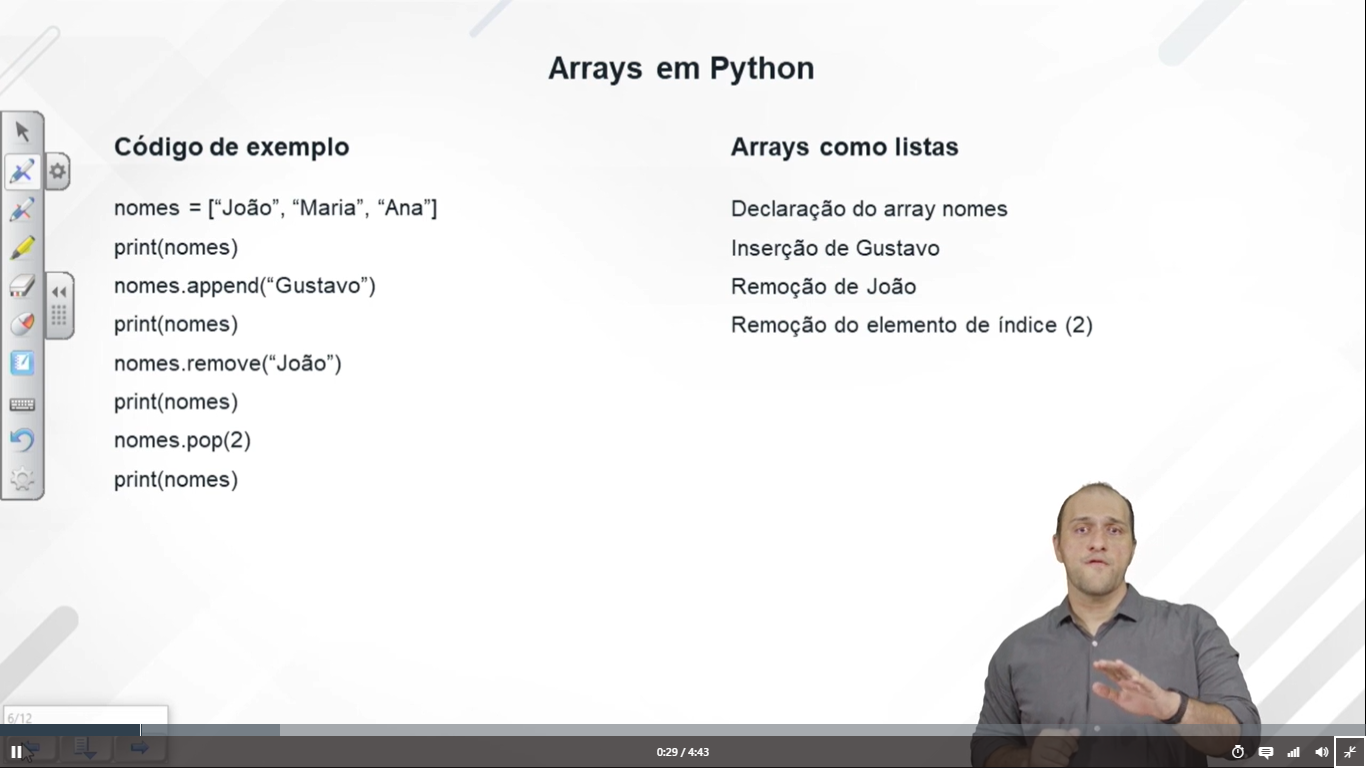 Arrays em Python
Código de exemplo
nomes = [“João”, “Maria”, “Ana”]
print(nomes)
nomes.append(“Gustavo”)
print(nomes)
nomes.remove(“João”)
print(nomes)
nomes.pop(2)
print(nomes)
Arrays como listas
Declaração do array nomes
Inserção de Gustavo
Remoção de João
Remoção do elemento de índice (2)
6/12
0:29 / 4:43